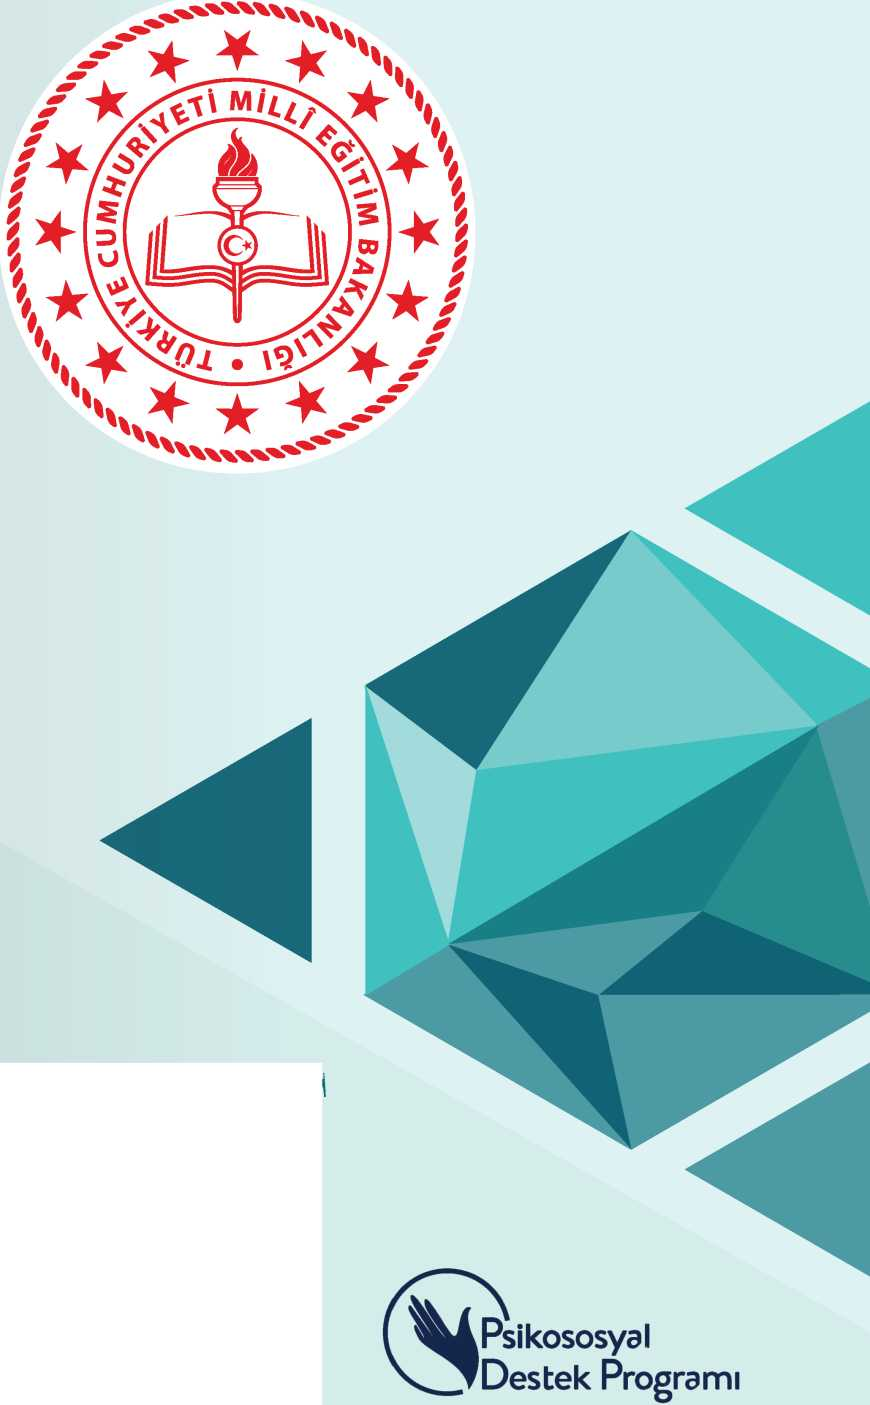 TÜRKİYE CUMHURİYETİ MİLLÎ EĞİTİM BAKANLIĞI
Psikososyal
Destek Programı